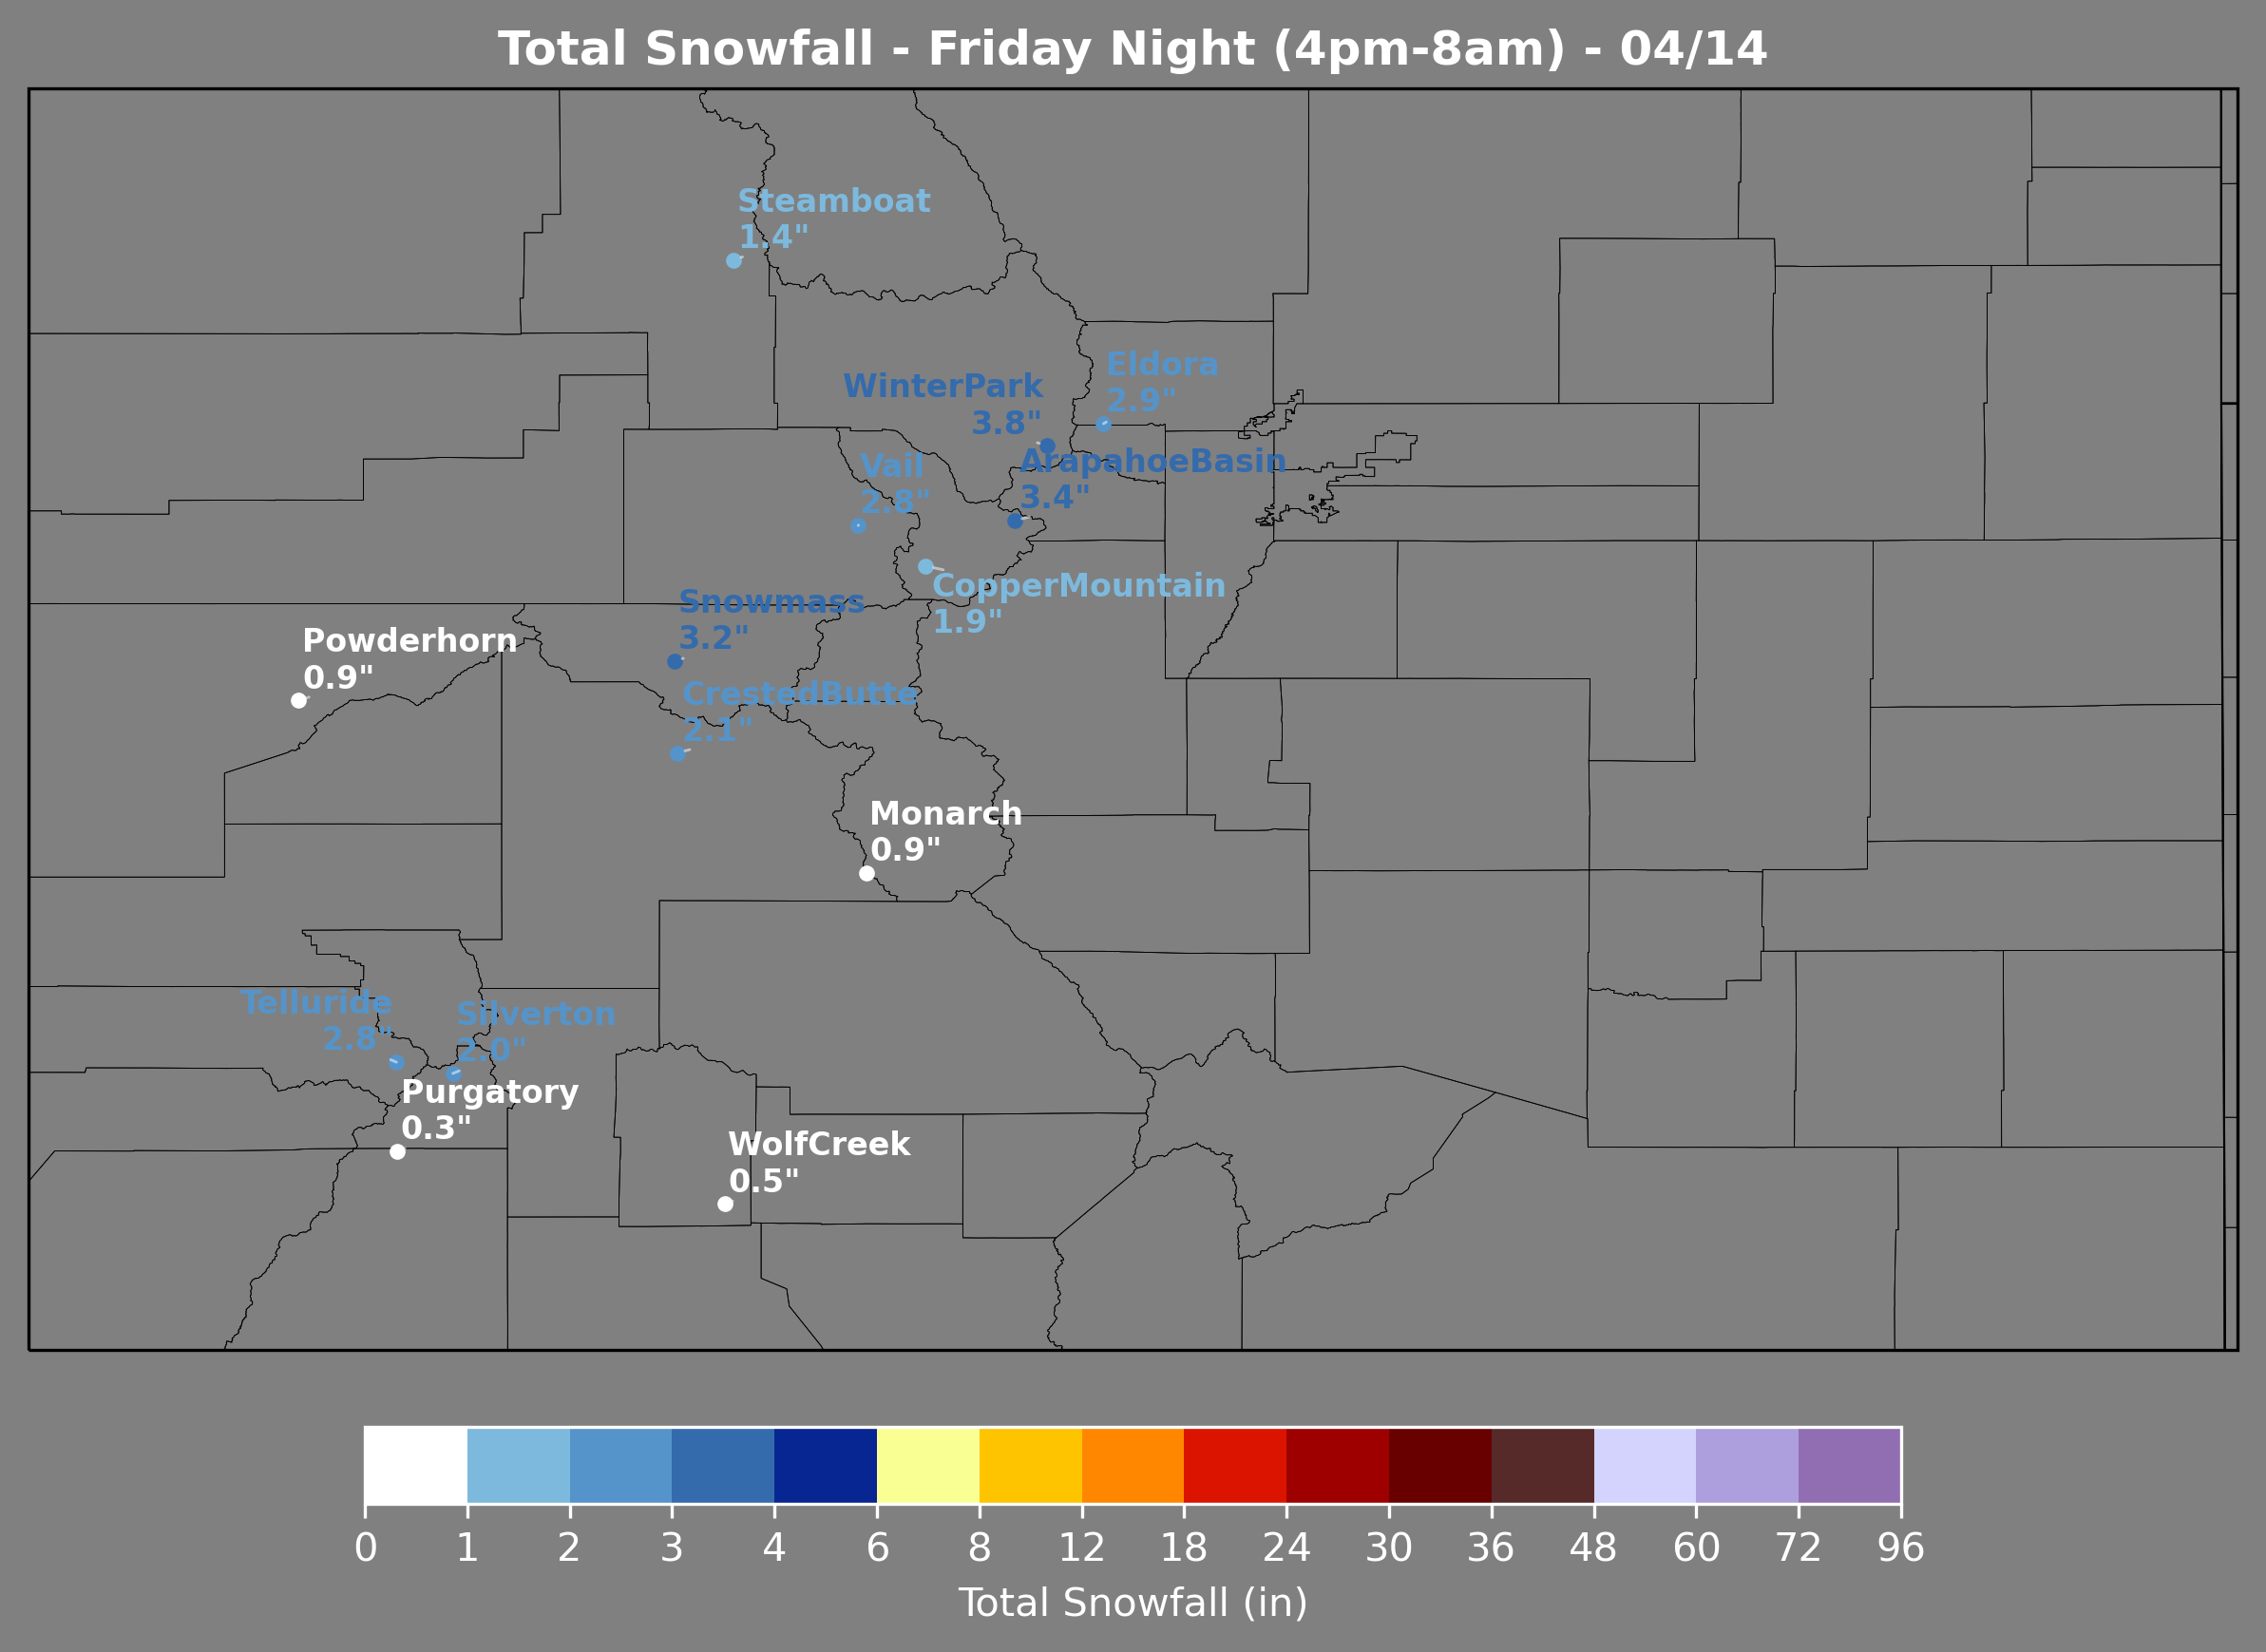 Total Snowfall - Friday Night (4pm-8am) - 04/14
Steamboat
1.4"
Eldora
2.9"
WinterPark
3.8"
ArapahoeBasin
3.4"
Vail
2.8"
CopperMountain
1.9"
Snowmass
3.2"
Powderhorn
0.9"
CrestedButte
2.1"
Monarch
0.9"
Telluride
2.8"
Silverton
2.0"
Purgatory
0.3"
WolfCreek
0.5"
0 1 2 3 4 6 8 12 18 24 30 36 48 60 72 96
Total Snowfall (in)